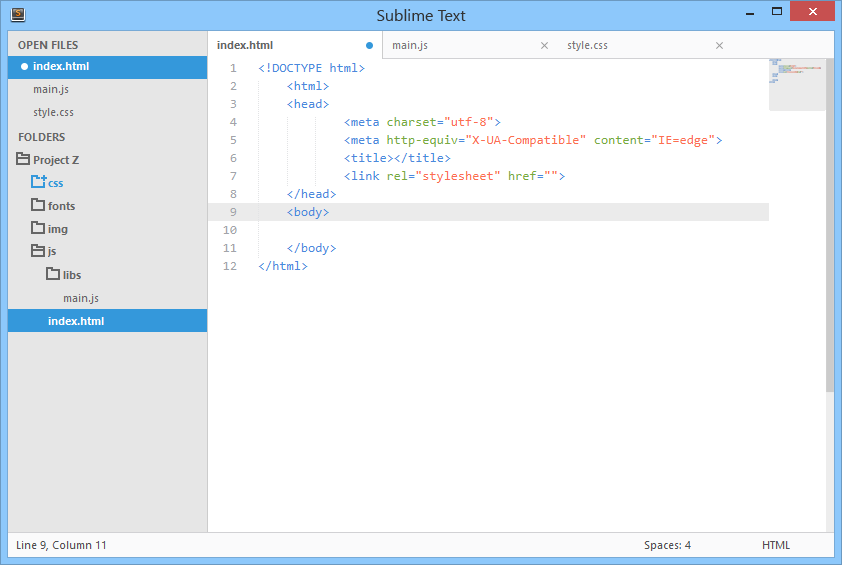 Sublime Text
OPEN FILES
index.html
main.js
style.css
FOLDERS
Project Z
css
fonts
img
js
libs
main.js
index.html
index.html main.js style.css
1 <!DOCTYPE html>
2 <html>
3 <head>
4 <meta charset="utf-8">
5 <meta http-equiv="X-UA-Compatible" content="IE=edge">
6 <title></title>
7 <link rel="stylesheet" href="">
8 </head>
9 <body>
10
11 </body>
12 </html>
Line 9, Column 11 Spaces: 4 HTML